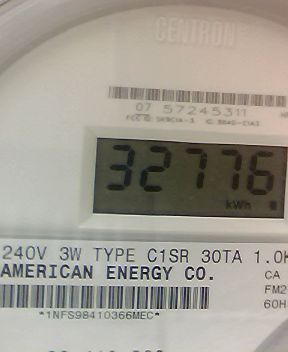 CENTRON
07 57245311
32776
kWh
240V 3W TYPE C1SR 30TA 1.0K
AMERICAN ENERGY CO.
CA
FM2
60H
*1NFS98410366MEC*